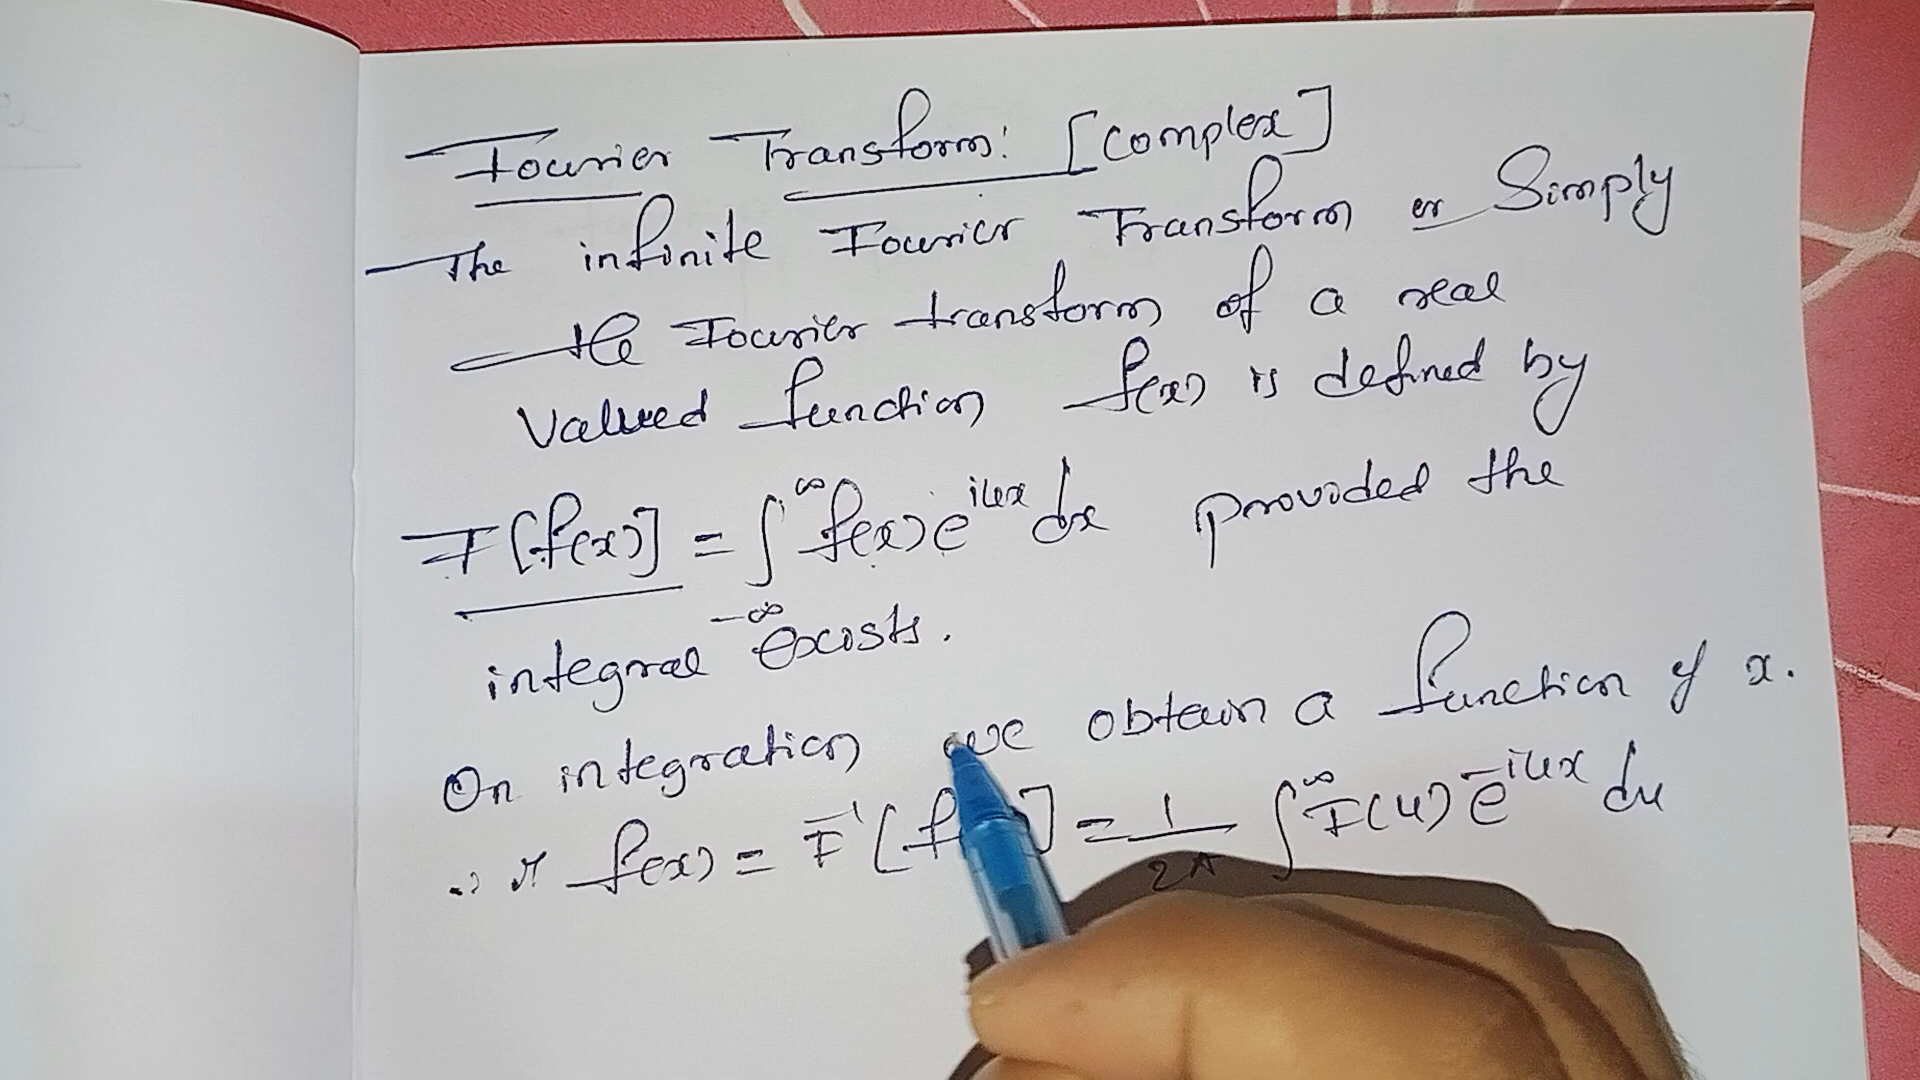 Fourier Transform: [Complex]
The infinite Fourier Transform or Simply
the Fourier transform of a real
valued function f(x) is defined by
F[f(x)] = ∫_{-∞}^{∞} f(x) e^{iux} dx provided the
integral exists.
On integration we obtain a function of x.
f(x) = F^{-1}[f ] = 1/2π ∫^{∞} F(u) e^{-iux} du